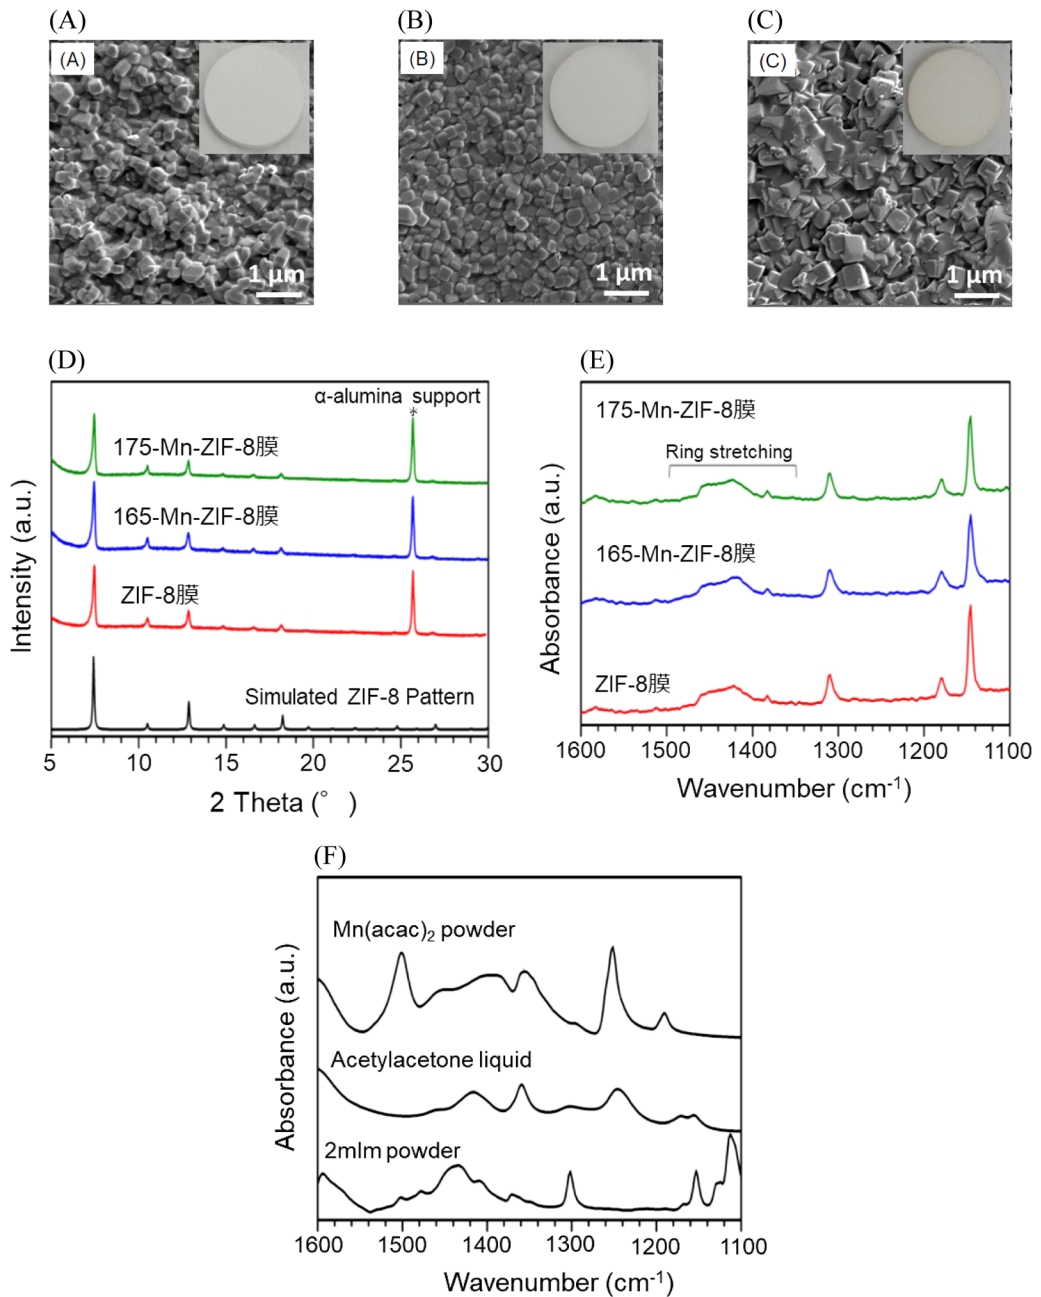 (A)
(B)
(C)
(A)
(B)
(C)
1 μm
1 μm
1 μm
(D)
(E)
α-alumina support
*
175-Mn-ZIF-8膜
165-Mn-ZIF-8膜
ZIF-8膜
Simulated ZIF-8 Pattern
Intensity (a.u.)
5 10 15 20 25 30
2 Theta (° )
175-Mn-ZIF-8膜
Ring stretching
165-Mn-ZIF-8膜
ZIF-8膜
Absorbance (a.u.)
1600 1500 1400 1300 1200 1100
Wavenumber (cm⁻¹)
(F)
Mn(acac)₂ powder
Acetylacetone liquid
2mIm powder
Absorbance (a.u.)
1600 1500 1400 1300 1200 1100
Wavenumber (cm⁻¹)